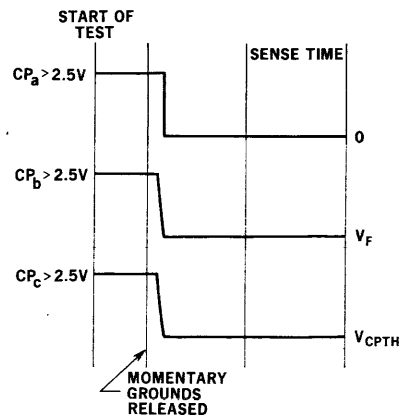 START OF
TEST
SENSE TIME
CPa > 2.5V
0
CPb > 2.5V
VF
CPc > 2.5V
VCPTH
MOMENTARY
GROUNDS
RELEASED